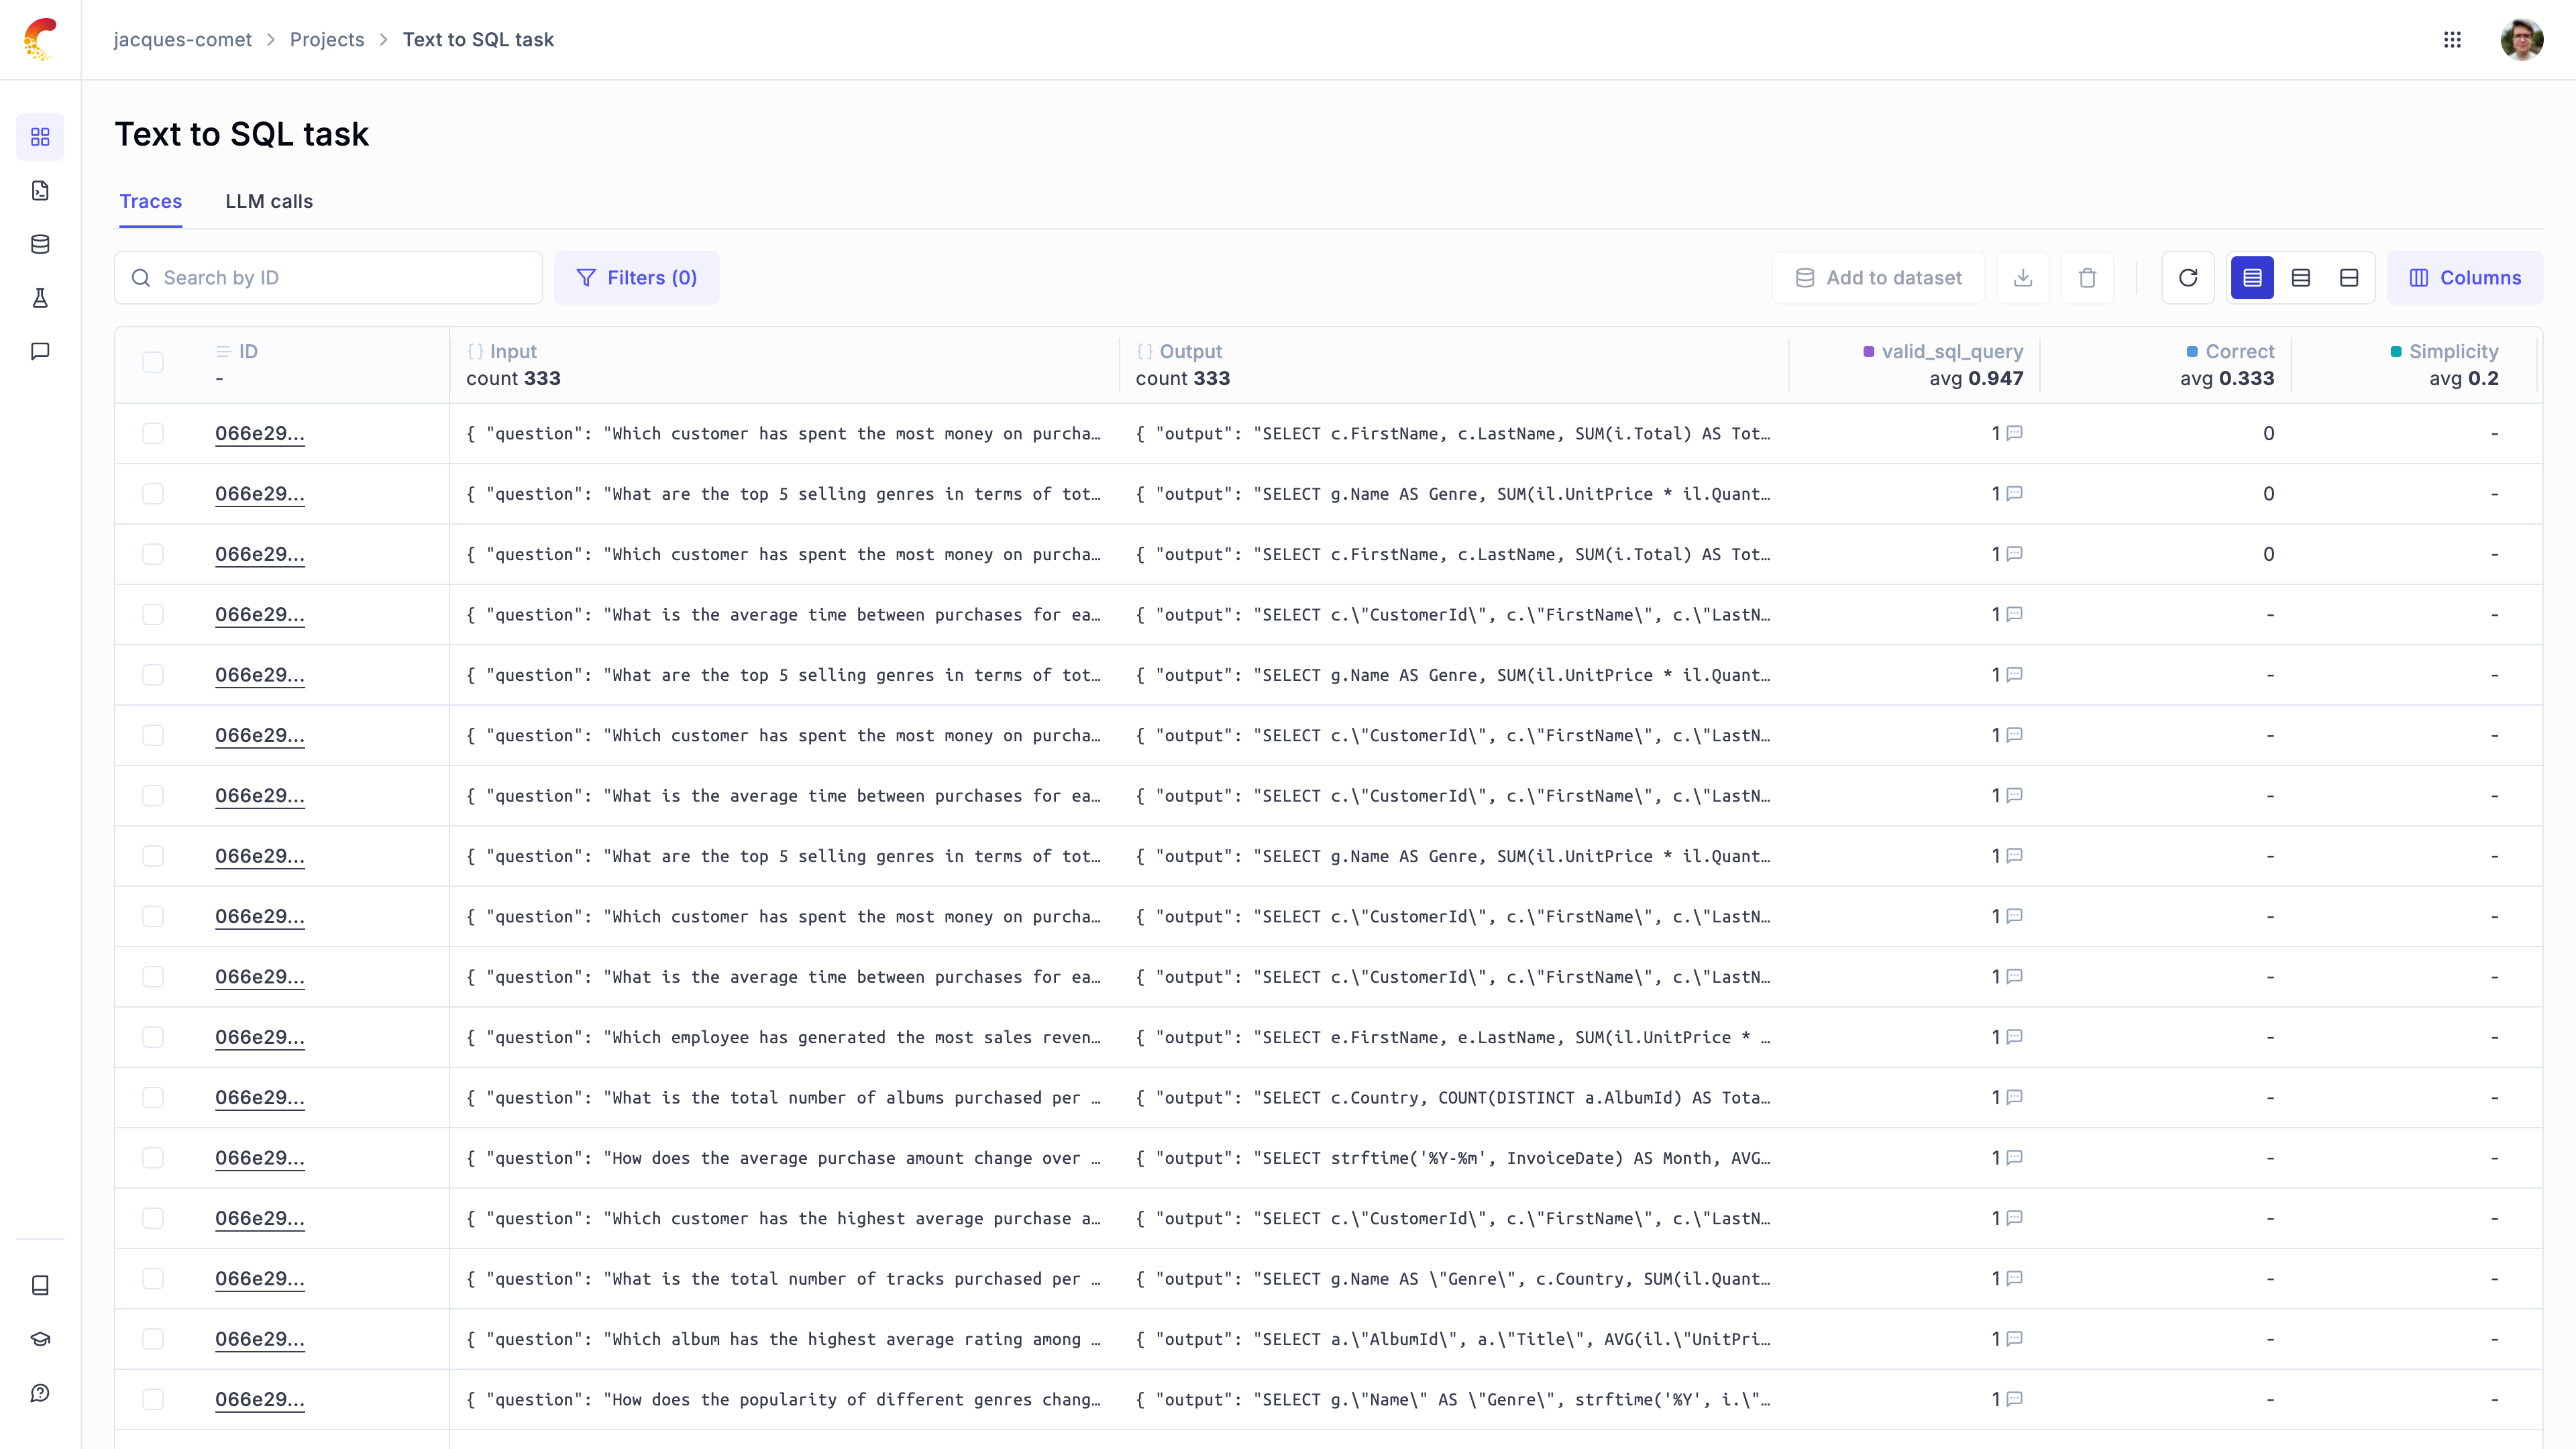 jacques-comet > Projects > Text to SQL task
Text to SQL task
Traces LLM calls
Search by ID Filters (0) Add to dataset Columns
ID { } Input { } Output valid_sql_query Correct Simplicity
- count 333 count 333 avg 0.947 avg 0.333 avg 0.2
066e29... { "question": "Which customer has spent the most money on purcha… { "output": "SELECT c.FirstName, c.LastName, SUM(i.Total) AS Tot… 1 0 -
066e29... { "question": "What are the top 5 selling genres in terms of tot… { "output": "SELECT g.Name AS Genre, SUM(il.UnitPrice * il.Quant… 1 0 -
066e29... { "question": "Which customer has spent the most money on purcha… { "output": "SELECT c.FirstName, c.LastName, SUM(i.Total) AS Tot… 1 0 -
066e29... { "question": "What is the average time between purchases for ea… { "output": "SELECT c.\"CustomerId\", c.\"FirstName\", c.\"LastN… 1 - -
066e29... { "question": "What are the top 5 selling genres in terms of tot… { "output": "SELECT g.Name AS Genre, SUM(il.UnitPrice * il.Quant… 1 - -
066e29... { "question": "Which customer has spent the most money on purcha… { "output": "SELECT c.\"CustomerId\", c.\"FirstName\", c.\"LastN… 1 - -
066e29... { "question": "What is the average time between purchases for ea… { "output": "SELECT c.\"CustomerId\", c.\"FirstName\", c.\"LastN… 1 - -
066e29... { "question": "What are the top 5 selling genres in terms of tot… { "output": "SELECT g.Name AS Genre, SUM(il.UnitPrice * il.Quant… 1 - -
066e29... { "question": "Which customer has spent the most money on purcha… { "output": "SELECT c.\"CustomerId\", c.\"FirstName\", c.\"LastN… 1 - -
066e29... { "question": "What is the average time between purchases for ea… { "output": "SELECT c.\"CustomerId\", c.\"FirstName\", c.\"LastN… 1 - -
066e29... { "question": "Which employee has generated the most sales reven… { "output": "SELECT e.FirstName, e.LastName, SUM(il.UnitPrice * … 1 - -
066e29... { "question": "What is the total number of albums purchased per … { "output": "SELECT c.Country, COUNT(DISTINCT a.AlbumId) AS Tota… 1 - -
066e29... { "question": "How does the average purchase amount change over … { "output": "SELECT strftime('%Y-%m', InvoiceDate) AS Month, AVG… 1 - -
066e29... { "question": "Which customer has the highest average purchase a… { "output": "SELECT c.\"CustomerId\", c.\"FirstName\", c.\"LastN… 1 - -
066e29... { "question": "What is the total number of tracks purchased per … { "output": "SELECT g.Name AS \"Genre\", c.Country, SUM(il.Quant… 1 - -
066e29... { "question": "Which album has the highest average rating among … { "output": "SELECT a.\"AlbumId\", a.\"Title\", AVG(il.\"UnitPri… 1 - -
066e29... { "question": "How does the popularity of different genres chang… { "output": "SELECT g.\"Name\" AS \"Genre\", strftime('%Y', i.\"… 1 - -